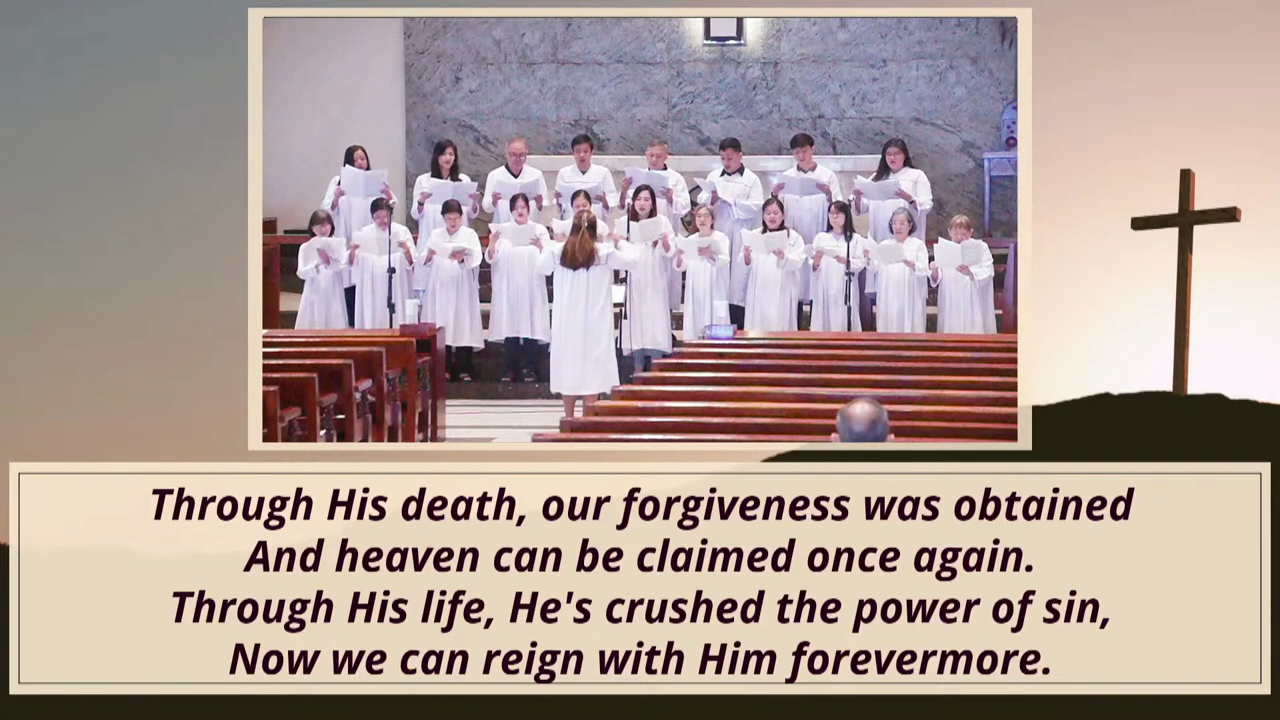 Through His death, our forgiveness was obtained
And heaven can be claimed once again.
Through His life, He's crushed the power of sin,
Now we can reign with Him forevermore.